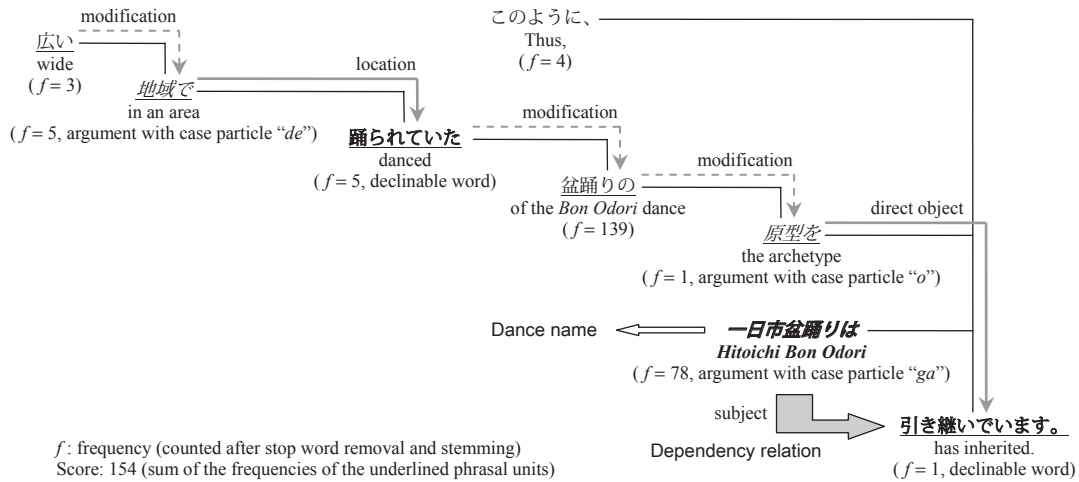 modification
広い
wide
( f = 3)
location
地域で
in an area
( f = 5, argument with case particle “de”)
modification
踊られていた
danced
( f = 5, declinable word)
modification
盆踊りの
of the Bon Odori dance
( f = 139)
direct object
原型を
the archetype
( f = 1, argument with case particle “o”)
このように、
Thus,
( f = 4)
Dance name
一日市盆踊りは
Hitoichi Bon Odori
( f = 78, argument with case particle “ga”)
subject
Dependency relation
引き継いでいます。
has inherited.
( f = 1, declinable word)
f : frequency (counted after stop word removal and stemming)
Score: 154 (sum of the frequencies of the underlined phrasal units)